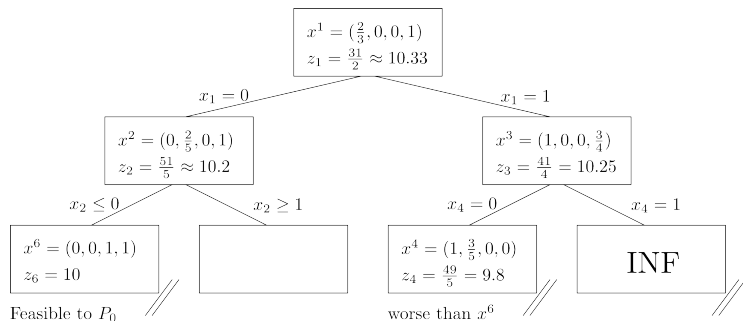 x^1 = (2/3, 0, 0, 1)
z_1 = 31/2 ≈ 10.33
x_1 = 0
x_1 = 1
x^2 = (0, 2/5, 0, 1)
z_2 = 51/5 ≈ 10.2
x^3 = (1, 0, 0, 3/4)
z_3 = 41/4 = 10.25
x_2 ≤ 0
x_2 ≥ 1
x_4 = 0
x_4 = 1
x^6 = (0, 0, 1, 1)
z_6 = 10
x^4 = (1, 3/5, 0, 0)
z_4 = 49/5 = 9.8
INF
Feasible to P_0
worse than x^6